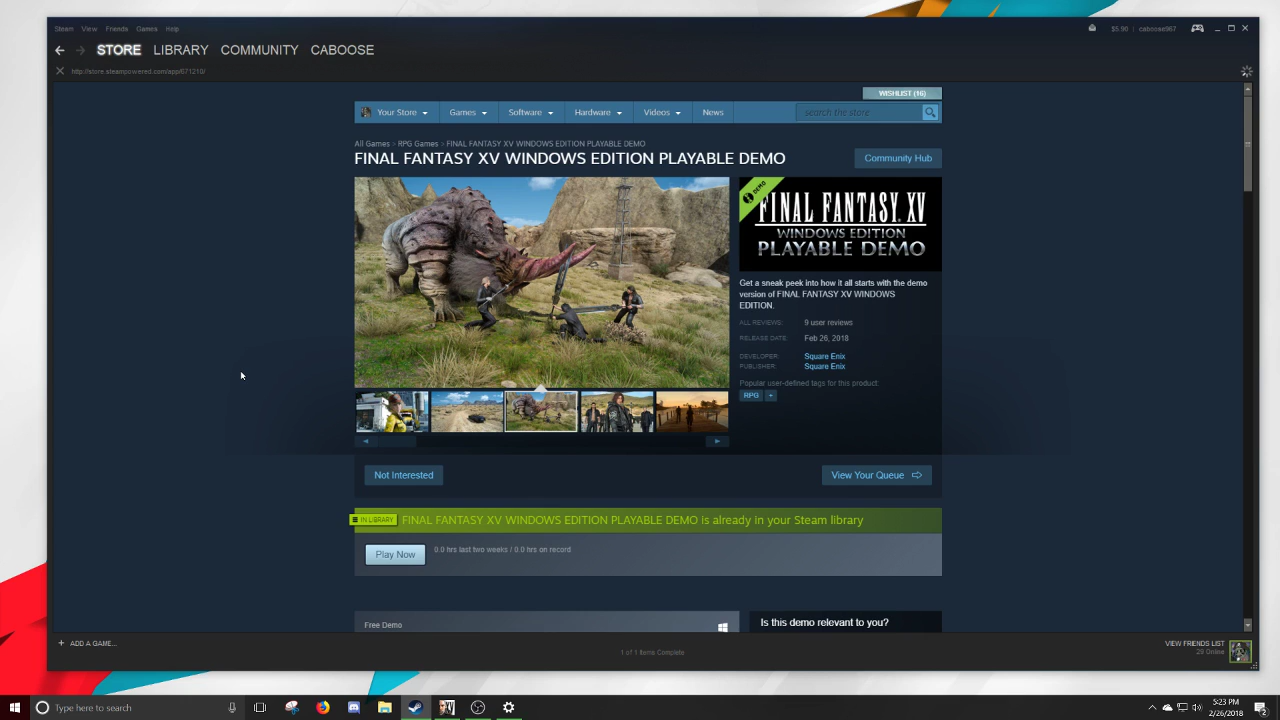 Steam View Friends Games Help
$5.90 caboose967
STORE LIBRARY COMMUNITY CABOOSE
http://store.steampowered.com/app/671210/
WISHLIST (16)
Your Store Games Software Hardware Videos News search the store
All Games > RPG Games > FINAL FANTASY XV WINDOWS EDITION PLAYABLE DEMO
FINAL FANTASY XV WINDOWS EDITION PLAYABLE DEMO
Community Hub
DEMO
FINAL FANTASY XV
WINDOWS EDITION
PLAYABLE DEMO
Get a sneak peek into how it all starts with the demo
version of FINAL FANTASY XV WINDOWS
EDITION.
ALL REVIEWS: 9 user reviews
RELEASE DATE: Feb 26, 2018
DEVELOPER: Square Enix
PUBLISHER: Square Enix
Popular user-defined tags for this product:
RPG +
Not Interested
View Your Queue
IN LIBRARY FINAL FANTASY XV WINDOWS EDITION PLAYABLE DEMO is already in your Steam library
Play Now 0.0 hrs last two weeks / 0.0 hrs on record
Free Demo
Is this demo relevant to you?
+ ADD A GAME...
1 of 1 Items Complete
VIEW FRIENDS LIST
29 Online
Type here to search
5:23 PM
2/26/2018
2